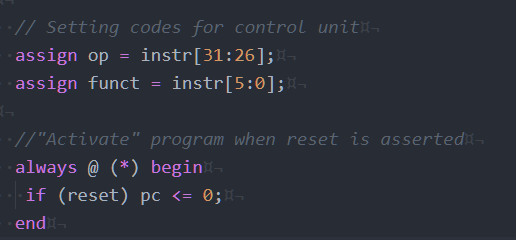 // Setting codes for control unit
assign op = instr[31:26];
assign funct = instr[5:0];
//"Activate" program when reset is asserted
always @ (*) begin
if (reset) pc <= 0;
end